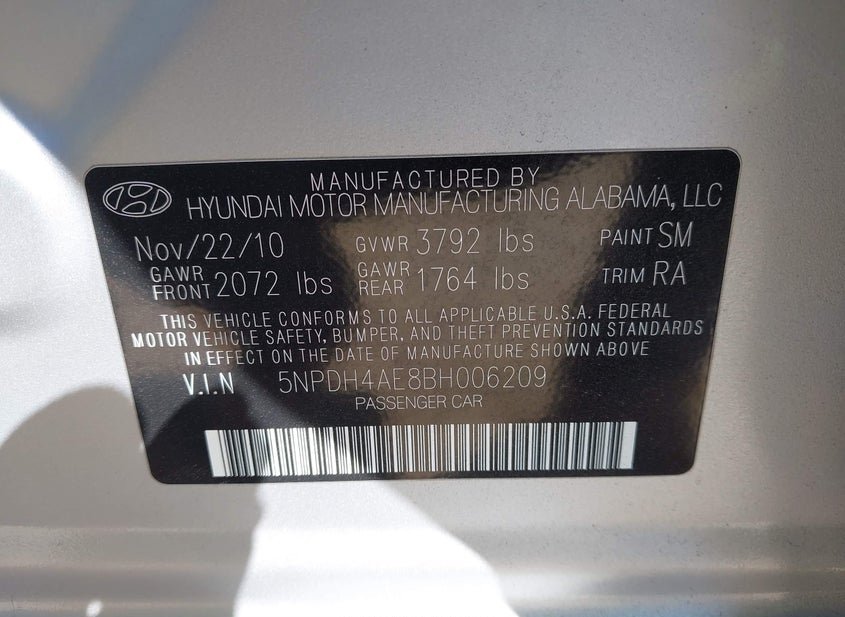 MANUFACTURED BY
HYUNDAI MOTOR MANUFACTURING ALABAMA, LLC
Nov/22/10 GVWR 3792 lbs PAINT SM
GAWR FRONT 2072 lbs GAWR REAR 1764 lbs TRIM RA
THIS VEHICLE CONFORMS TO ALL APPLICABLE U.S.A. FEDERAL
MOTOR VEHICLE SAFETY, BUMPER, AND THEFT PREVENTION STANDARDS
IN EFFECT ON THE DATE OF MANUFACTURE SHOWN ABOVE
V.I.N 5NPDH4AE8BH006209
PASSENGER CAR